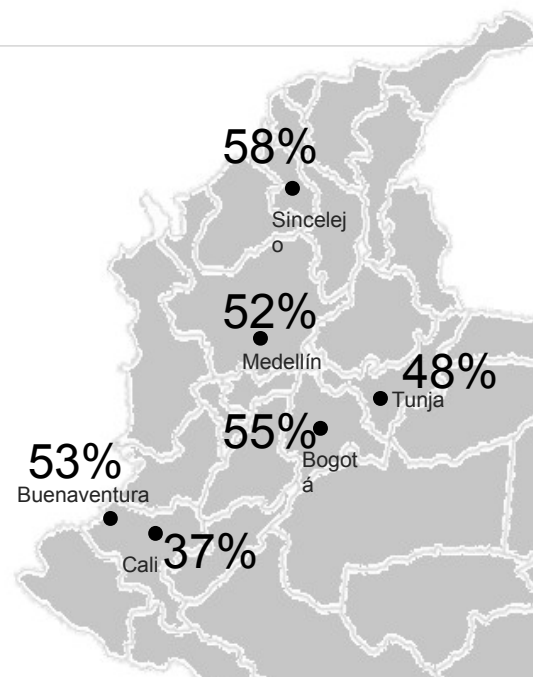 58%
Sincelej
o
52%
Medellín
48%
Tunja
55%
Bogot
á
53%
Buenaventura
Cali
37%